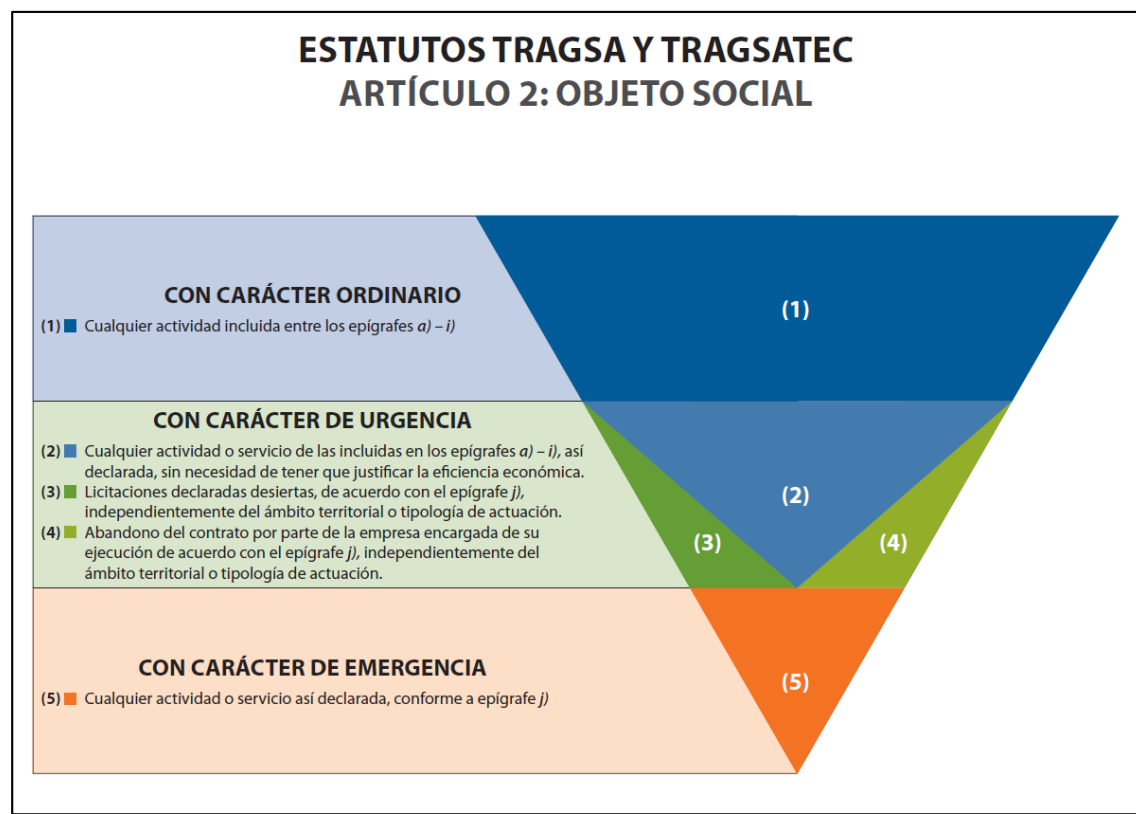 ESTATUTOS TRAGSA Y TRAGSATEC
ARTÍCULO 2: OBJETO SOCIAL
CON CARÁCTER ORDINARIO
(1) Cualquier actividad incluida entre los epígrafes a) – i)
(1)
CON CARÁCTER DE URGENCIA
(2) Cualquier actividad o servicio de las incluidas en los epígrafes a) – i), así
declarada, sin necesidad de tener que justificar la eficiencia económica.
(3) Licitaciones declaradas desiertas, de acuerdo con el epígrafe j),
independientemente del ámbito territorial o tipología de actuación.
(4) Abandono del contrato por parte de la empresa encargada de su
ejecución de acuerdo con el epígrafe j), independientemente del
ámbito territorial o tipología de actuación.
(2)
(3)
(4)
CON CARÁCTER DE EMERGENCIA
(5) Cualquier actividad o servicio así declarada, conforme a epígrafe j)
(5)